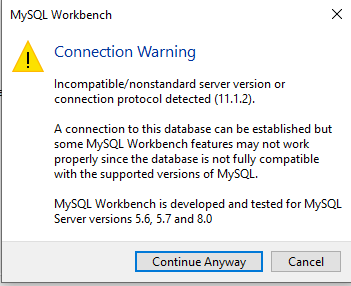 MySQL Workbench
Connection Warning
Incompatible/nonstandard server version or
connection protocol detected (11.1.2).
A connection to this database can be established but
some MySQL Workbench features may not work
properly since the database is not fully compatible
with the supported versions of MySQL.
MySQL Workbench is developed and tested for MySQL
Server versions 5.6, 5.7 and 8.0
Continue Anyway
Cancel